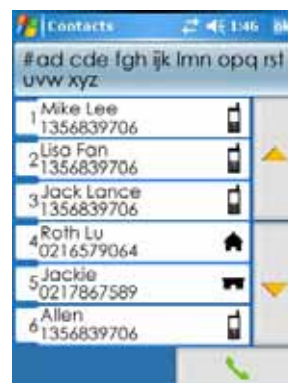 Contacts 1:46 ok
#ad cde fgh ijk lmn opq rst
uvw xyz
1 Mike Lee
1356839706
2 Lisa Fan
1356839706
3 Jack Lance
1356839706
4 Roth Lu
0216579064
5 Jackie
0217867589
6 Allen
1356839706